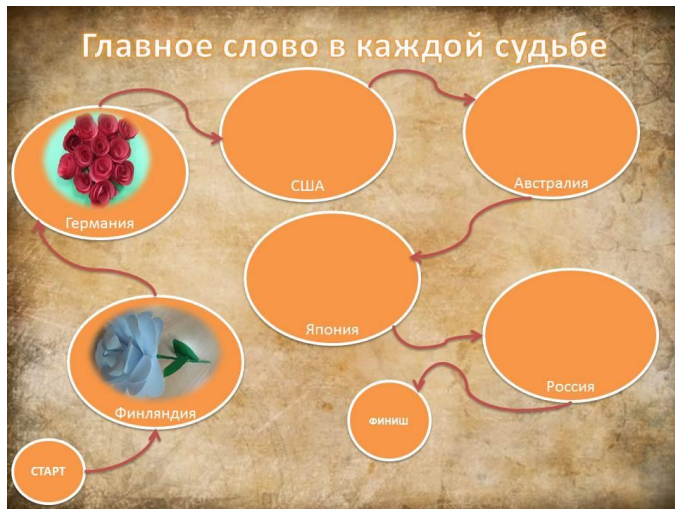 Главное слово в каждой судьбе
США
Австралия
Германия
Япония
Россия
Финляндия
ФИНИШ
СТАРТ